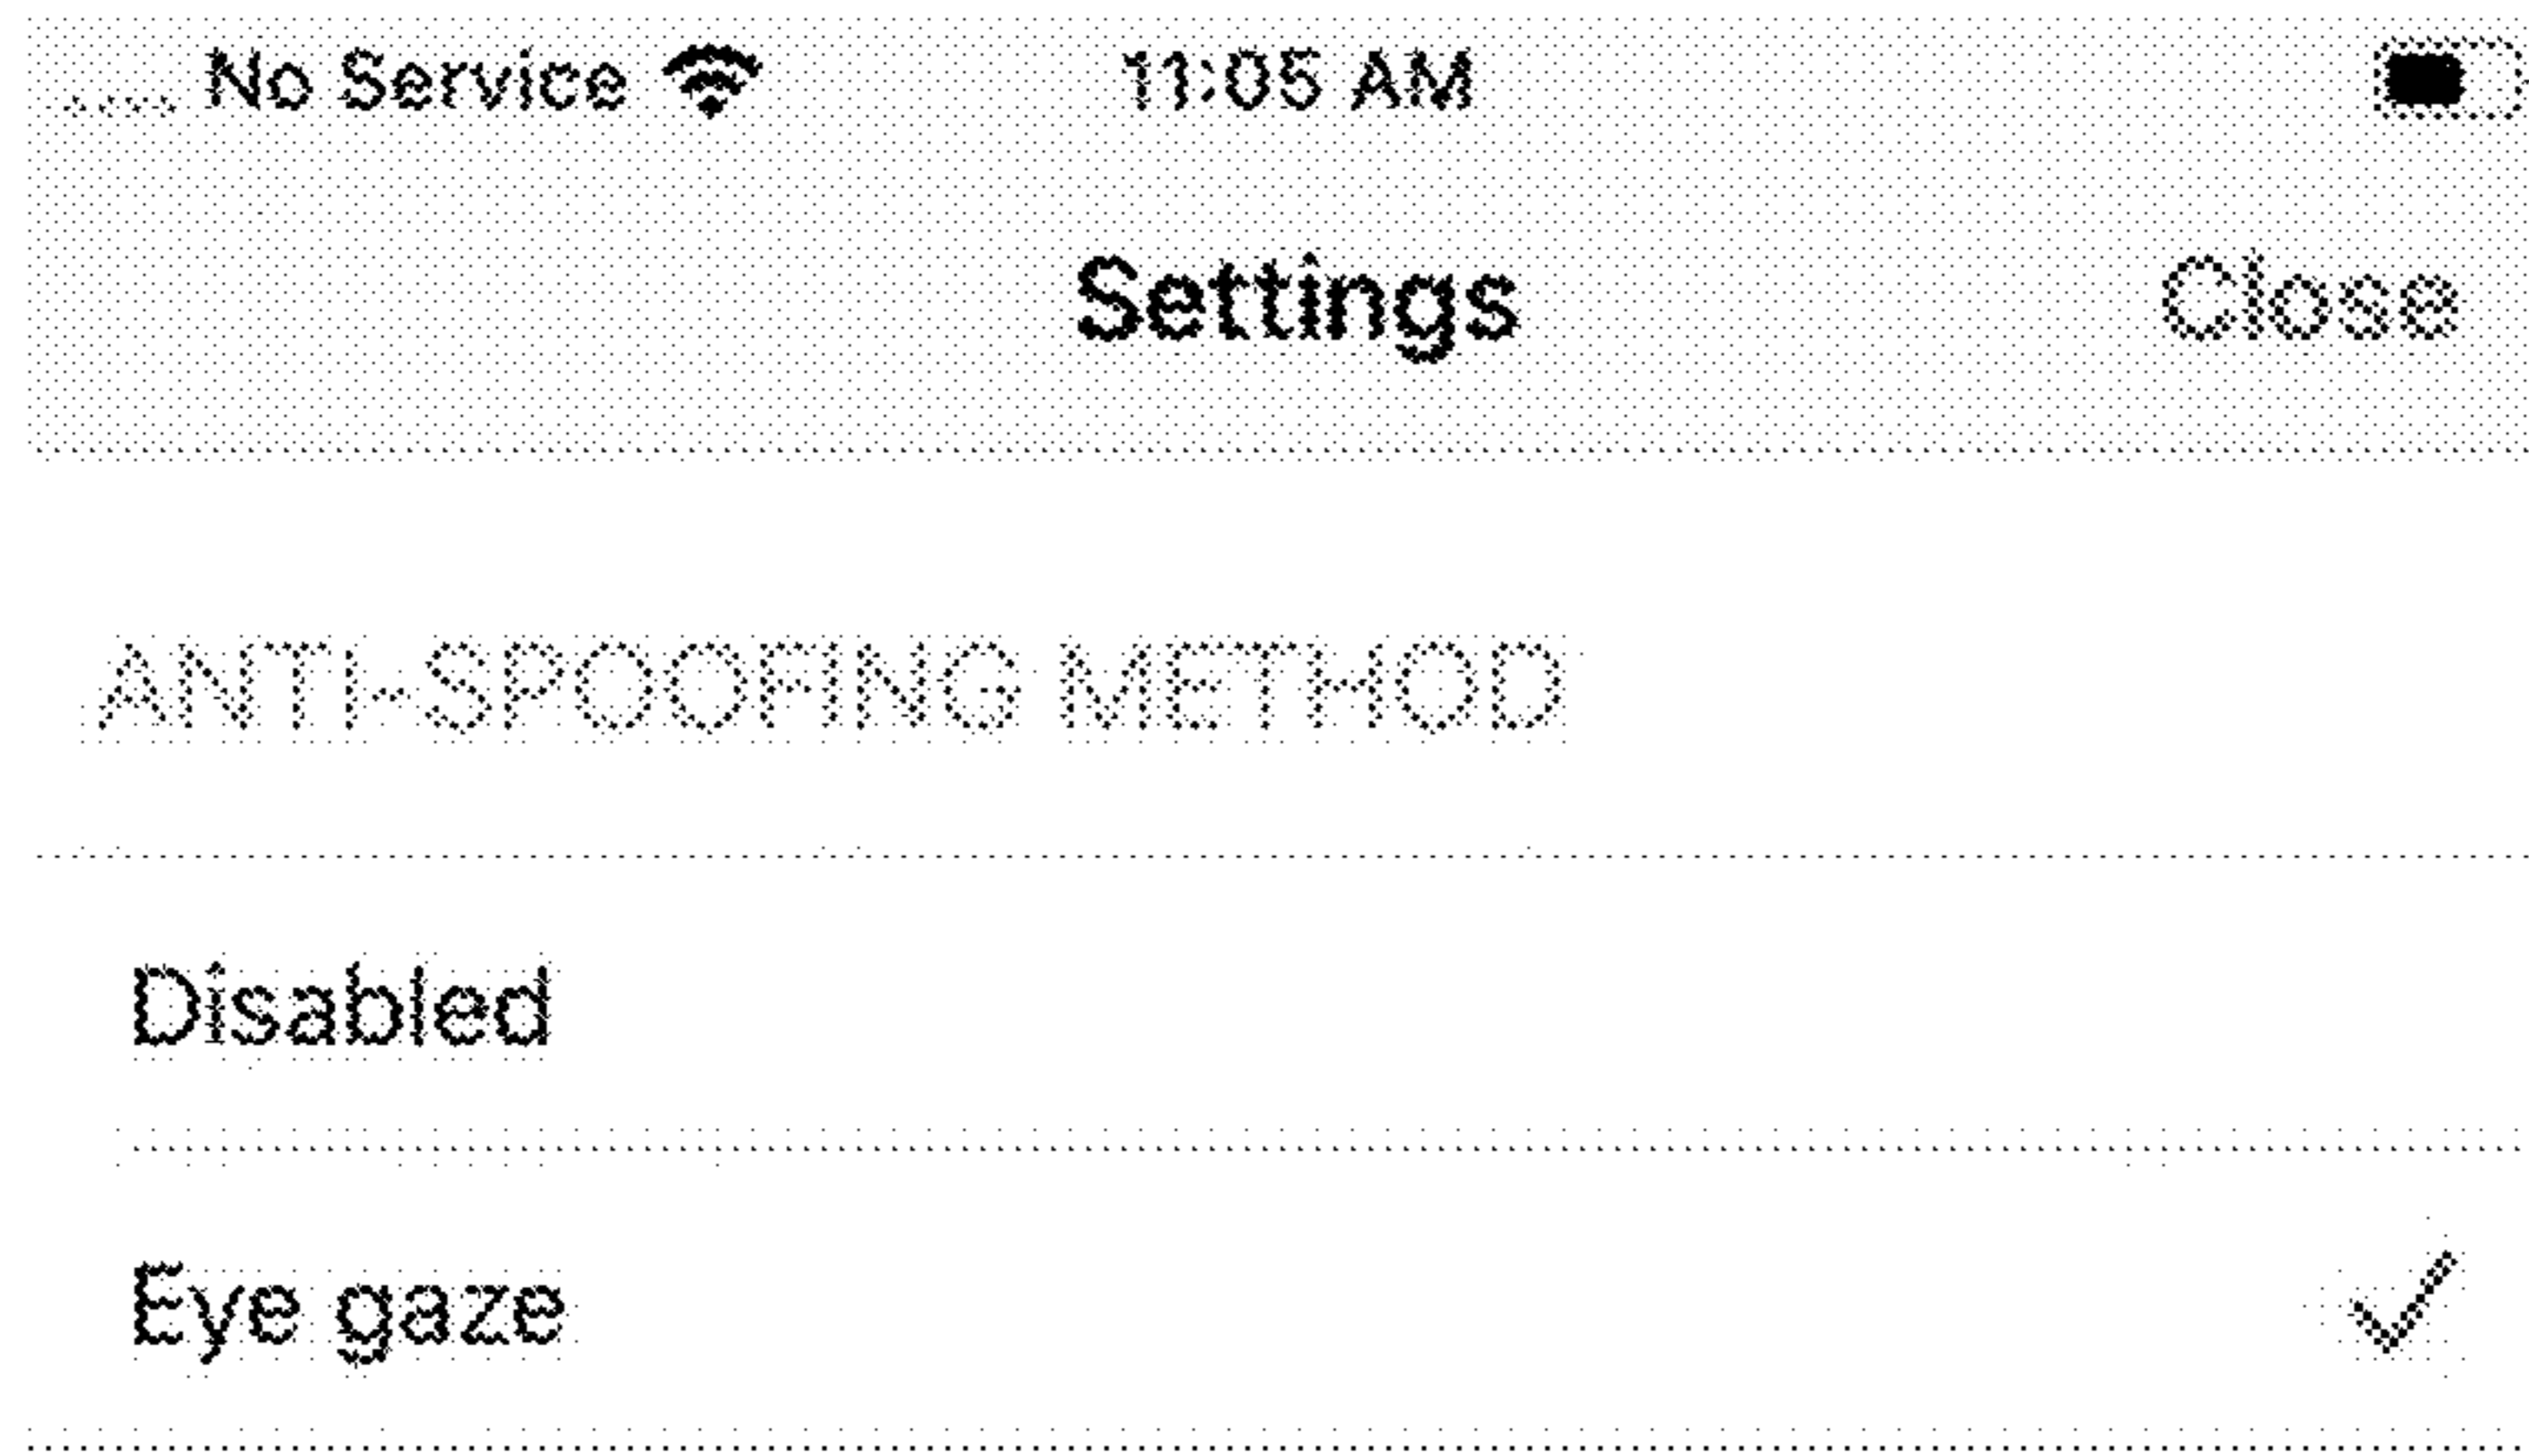 No Service 11:05 AM
Settings Close
ANTI-SPOOFING METHOD
Disabled
Eye gaze